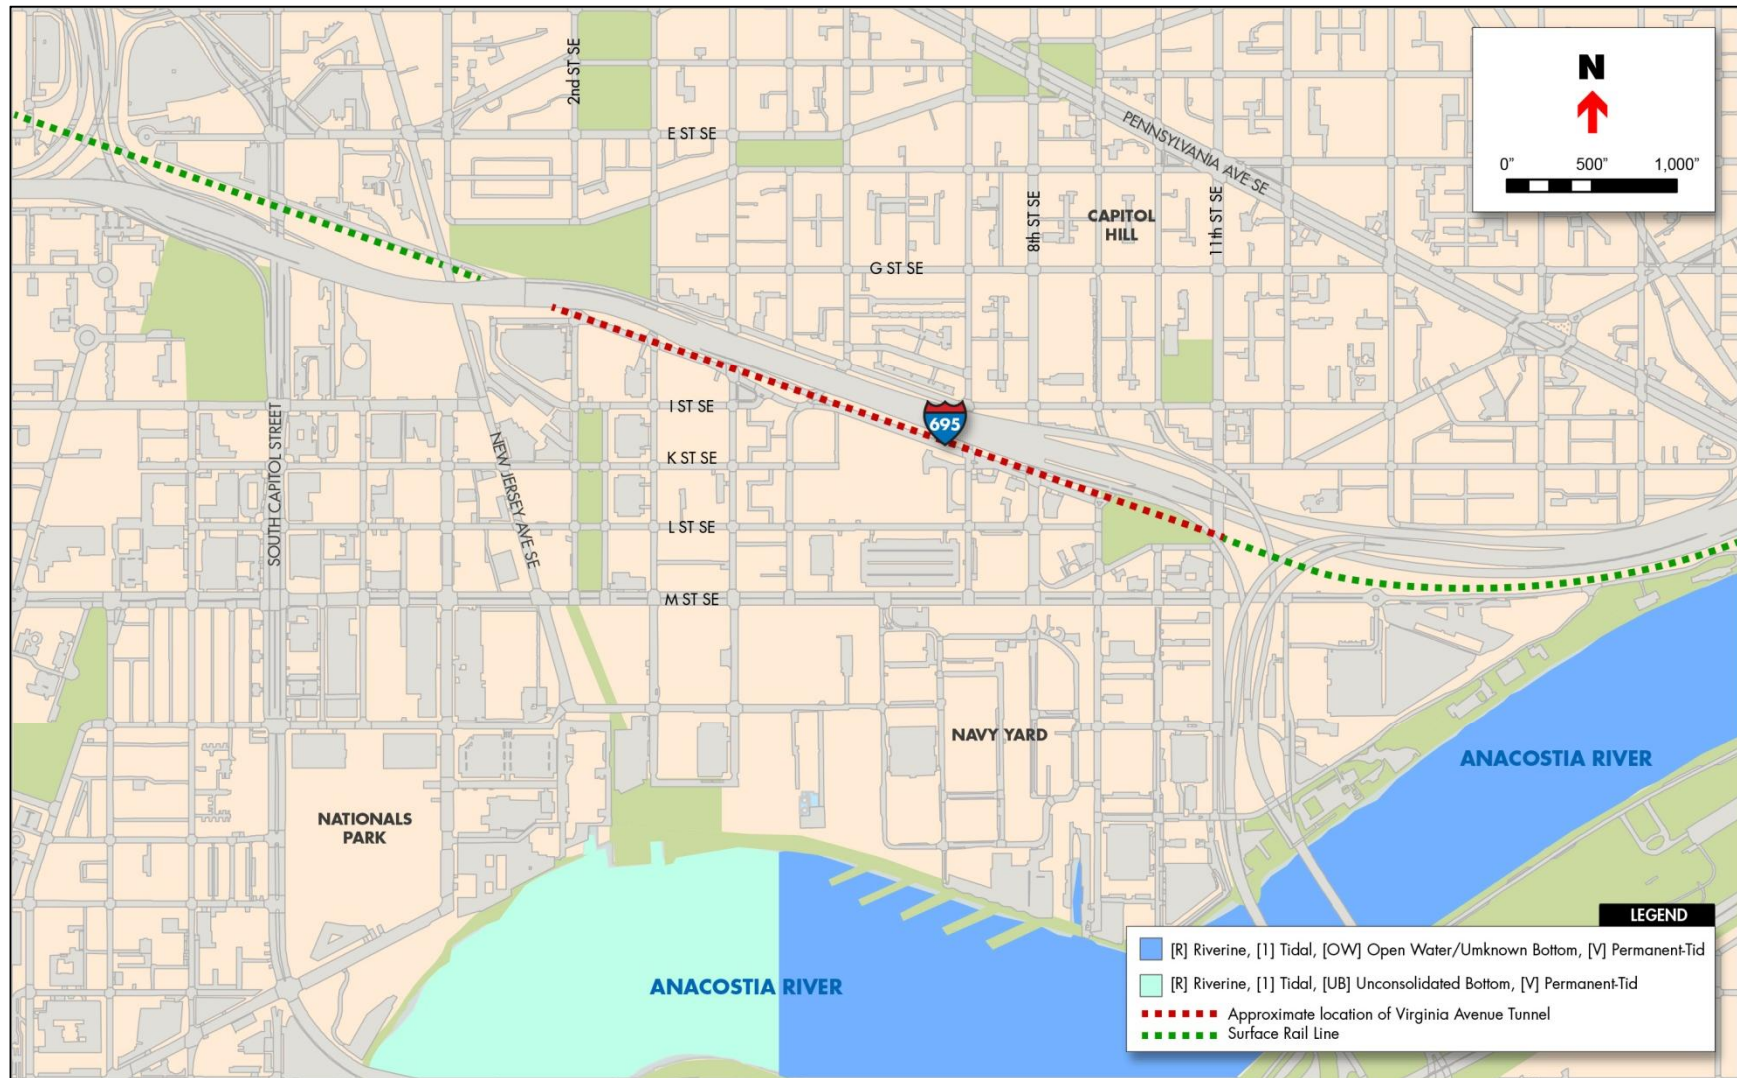 2nd ST SE
E ST SE
PENNSYLVANIA AVE SE
N
0" 500" 1,000"
8th ST SE
CAPITOL
HILL
11th ST SE
G ST SE
695
I ST SE
SOUTH CAPITOL STREET
NEW JERSEY AVE SE
K ST SE
L ST SE
M ST SE
NAVY YARD
ANACOSTIA RIVER
NATIONALS
PARK
ANACOSTIA RIVER
LEGEND
[R] Riverine, [1] Tidal, [OW] Open Water/Umknown Bottom, [V] Permanent-Tid
[R] Riverine, [1] Tidal, [UB] Unconsolidated Bottom, [V] Permanent-Tid
Approximate location of Virginia Avenue Tunnel
Surface Rail Line